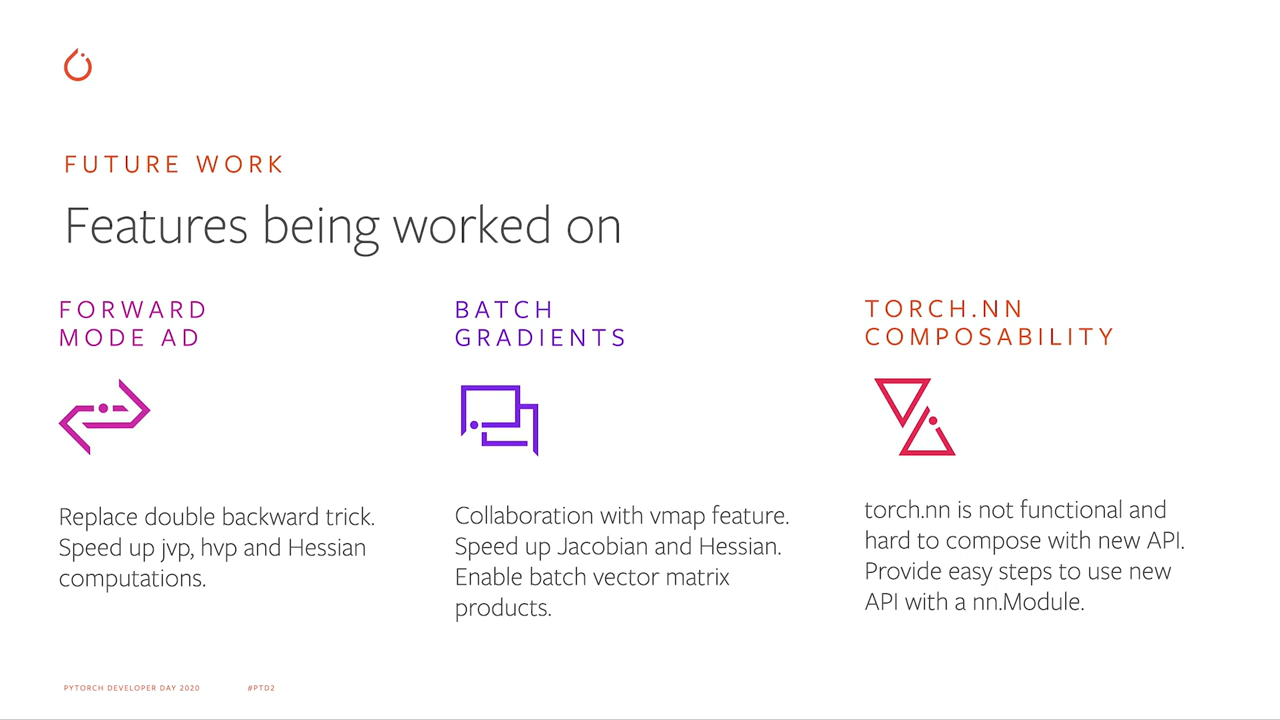 FUTURE WORK
Features being worked on
FORWARD
MODE AD
Replace double backward trick.
Speed up jvp, hvp and Hessian
computations.
BATCH
GRADIENTS
Collaboration with vmap feature.
Speed up Jacobian and Hessian.
Enable batch vector matrix
products.
TORCH.NN
COMPOSABILITY
torch.nn is not functional and
hard to compose with new API.
Provide easy steps to use new
API with a nn.Module.
PYTORCH DEVELOPER DAY 2020
#PTD2